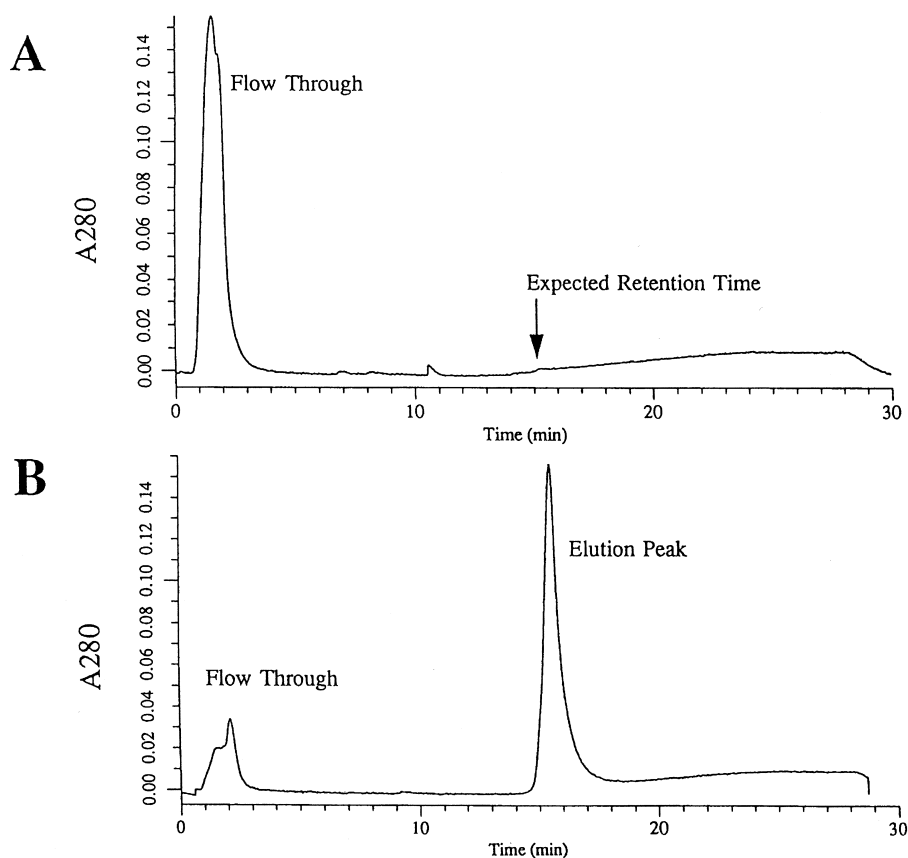 A
A280
0.14
0.12
0.10
0.08
0.06
0.04
0.02
0.00
Flow Through
Expected Retention Time
0 10 20 30
Time (min)
B
A280
0.14
0.12
0.10
0.08
0.06
0.04
0.02
0.00
Elution Peak
Flow Through
0 10 20 30
Time (min)